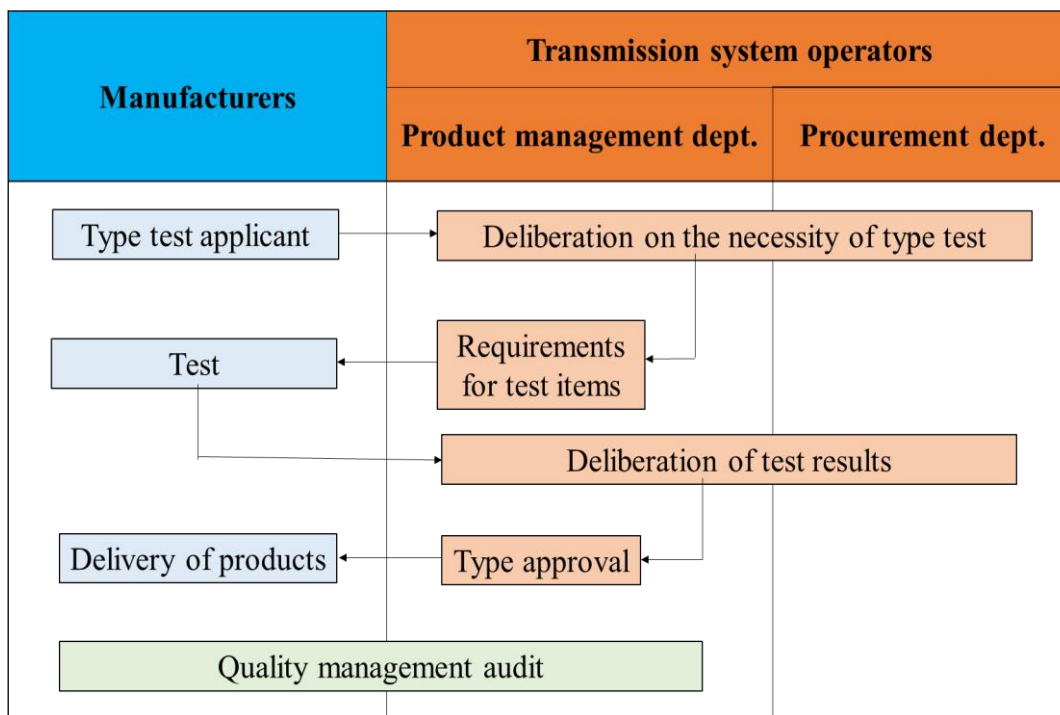 Manufacturers
Transmission system operators
Product management dept.
Procurement dept.
Type test applicant
Deliberation on the necessity of type test
Requirements
for test items
Test
Deliberation of test results
Delivery of products
Type approval
Quality management audit